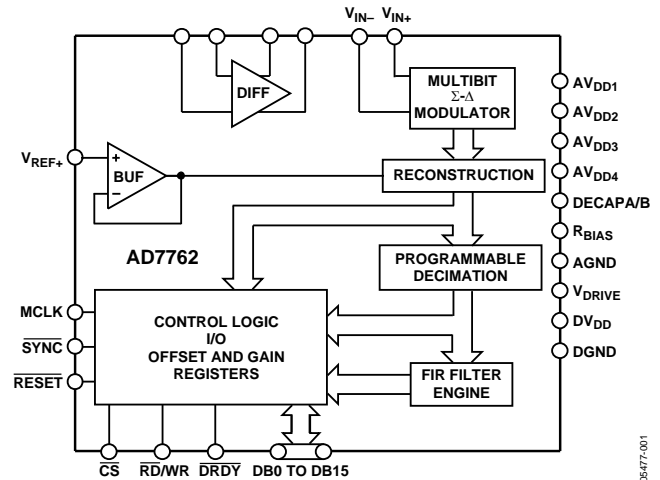 VIN– VIN+
DIFF
MULTIBIT
Σ-Δ
MODULATOR
AVDD1
AVDD2
AVDD3
AVDD4
DECAPA/B
RBIAS
AGND
VDRIVE
DVDD
DGND
VREF+
+
BUF
–
RECONSTRUCTION
AD7762
PROGRAMMABLE
DECIMATION
MCLK
SYNC
RESET
CONTROL LOGIC
I/O
OFFSET AND GAIN
REGISTERS
FIR FILTER
ENGINE
CS RD/WR DRDY DB0 TO DB15
05477-001